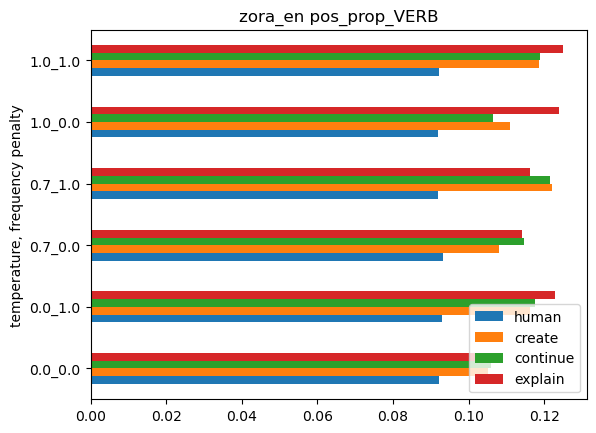 zora_en pos_prop_VERB
temperature, frequency penalty
1.0_1.0
1.0_0.0
0.7_1.0
0.7_0.0
0.0_1.0
0.0_0.0
human
create
continue
explain
0.00 0.02 0.04 0.06 0.08 0.10 0.12